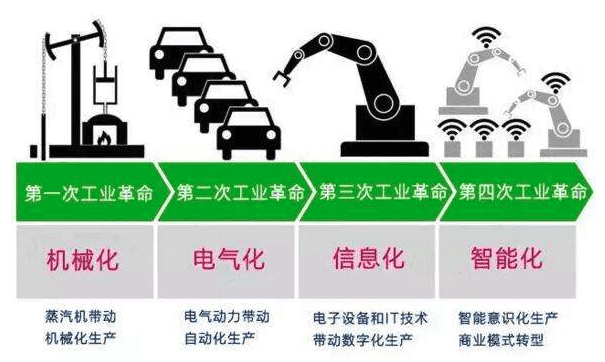 第一次工业革命
第二次工业革命
第三次工业革命
第四次工业革命
机械化
电气化
信息化
智能化
蒸汽机带动
机械化生产
电气动力带动
自动化生产
电子设备和IT技术
带动数字化生产
智能意识化生产
商业模式转型